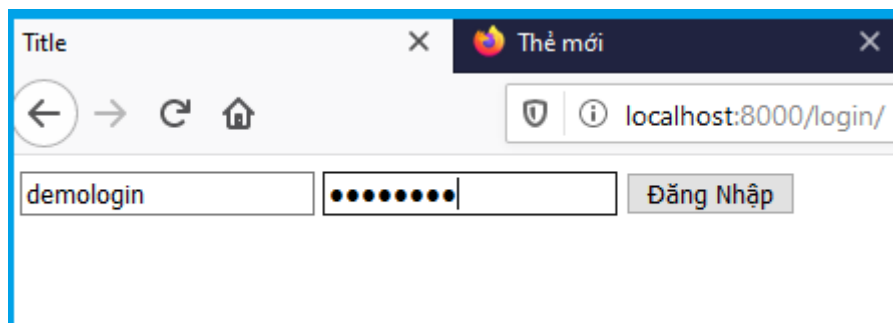 Title
Thẻ mới
localhost:8000/login/
demologin
●●●●●●●●
Đăng Nhập